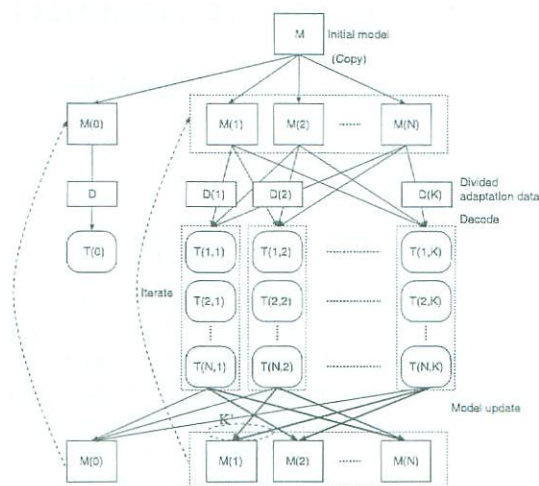 M Initial model
(Copy)
M(0) M(1) M(2) ...... M(N)
D D(1) D(2) D(K) Divided
adaptation data
Decode
T(0) T(1,1) T(1,2) T(1,K)
Iterate T(2,1) T(2,2) T(2,K)
T(N,1) T(N,2) T(N,K)
Model update
K'
M(0) M(1) M(2) ...... M(N)